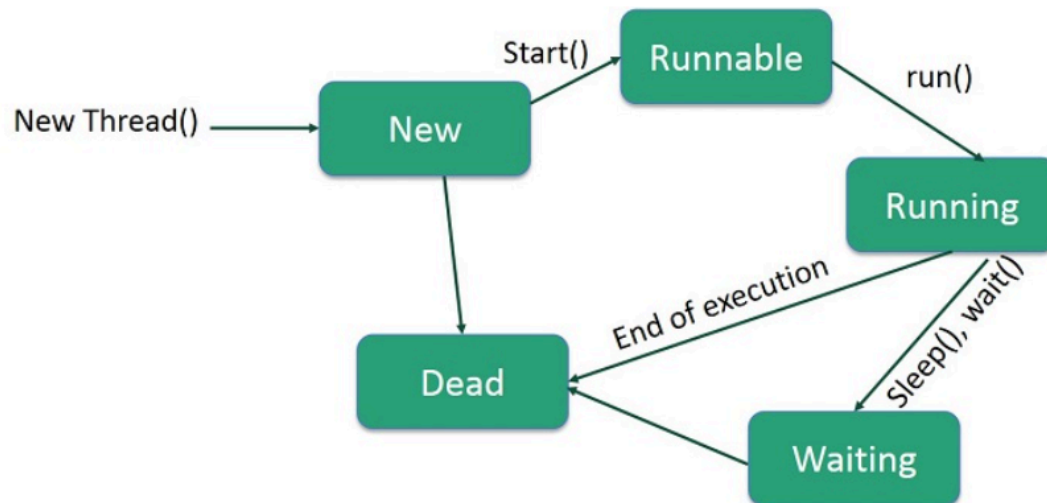 Start()
Runnable
run()
New Thread()
New
Running
End of execution
Sleep(), wait()
Dead
Waiting